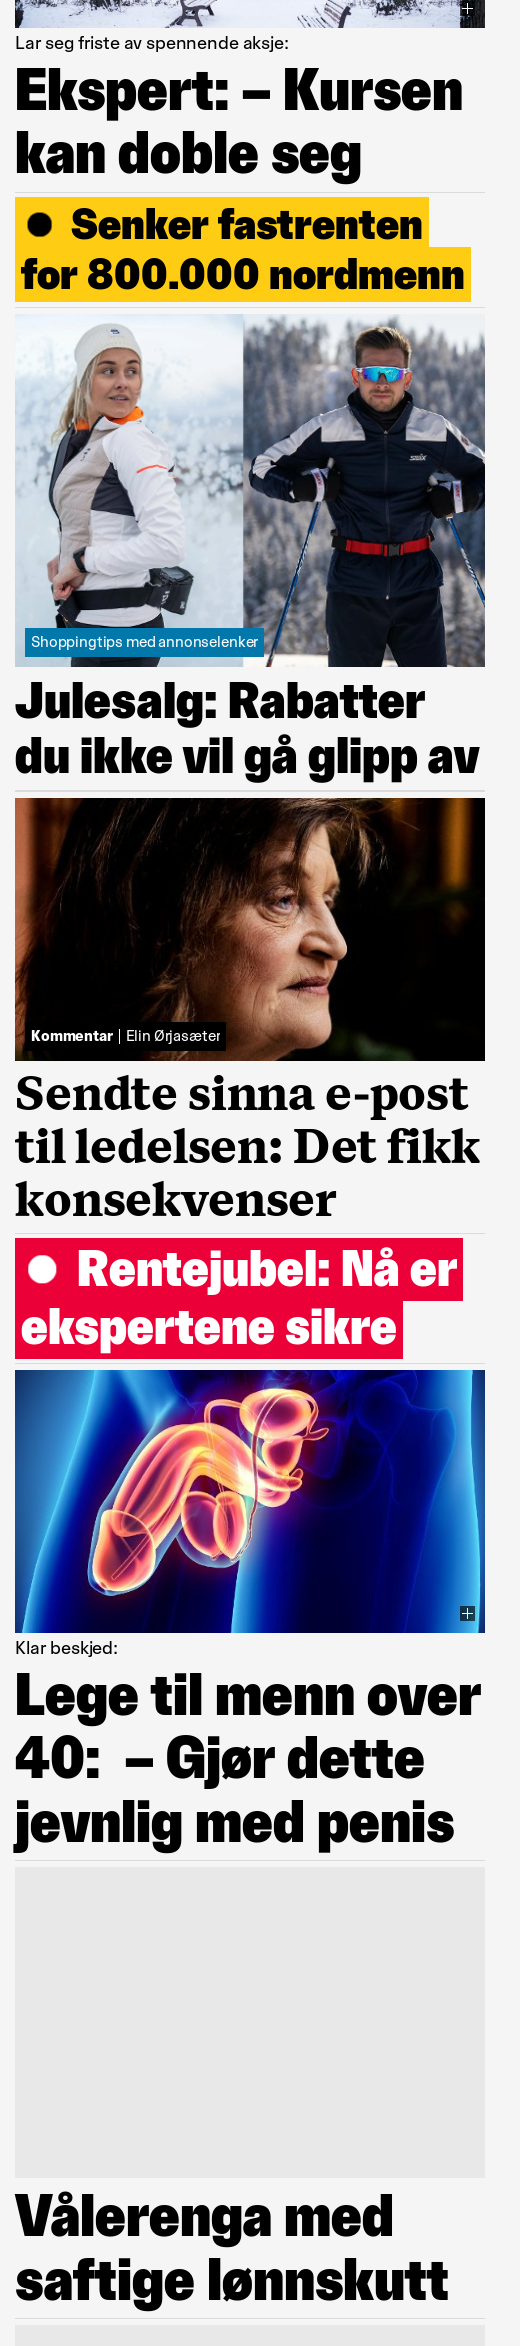 Lar seg friste av spennende aksje:
Ekspert: – Kursen
kan doble seg
Senker fastrenten
for 800.000 nordmenn
swix
Shoppingtips med annonselenker
Julesalg: Rabatter
du ikke vil gå glipp av
Kommentar | Elin Ørjasæter
Sendte sinna e-post
til ledelsen: Det fikk
konsekvenser
Rentejubel: Nå er
ekspertene sikre
Klar beskjed:
Lege til menn over
40: – Gjør dette
jevnlig med penis
Vålerenga med
saftige lønnskutt